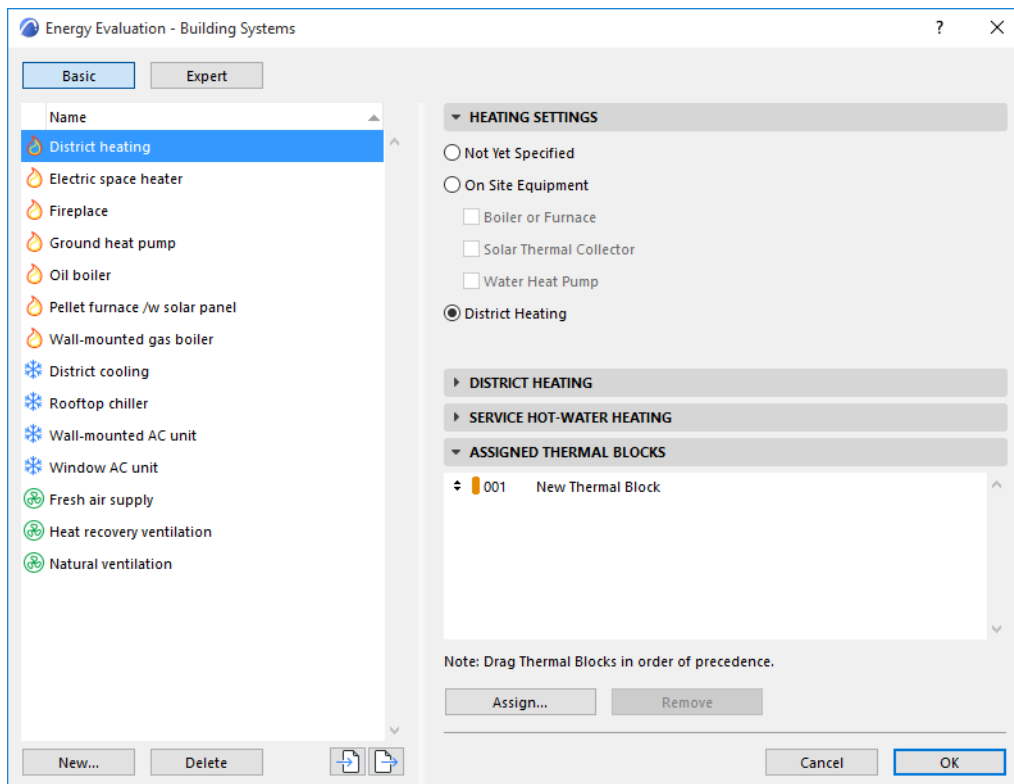 Energy Evaluation - Building Systems
?
Basic
Expert
Name
District heating
Electric space heater
Fireplace
Ground heat pump
Oil boiler
Pellet furnace /w solar panel
Wall-mounted gas boiler
District cooling
Rooftop chiller
Wall-mounted AC unit
Window AC unit
Fresh air supply
Heat recovery ventilation
Natural ventilation
New...
Delete
HEATING SETTINGS
Not Yet Specified
On Site Equipment
Boiler or Furnace
Solar Thermal Collector
Water Heat Pump
District Heating
DISTRICT HEATING
SERVICE HOT-WATER HEATING
ASSIGNED THERMAL BLOCKS
001 New Thermal Block
Note: Drag Thermal Blocks in order of precedence.
Assign...
Remove
Cancel
OK